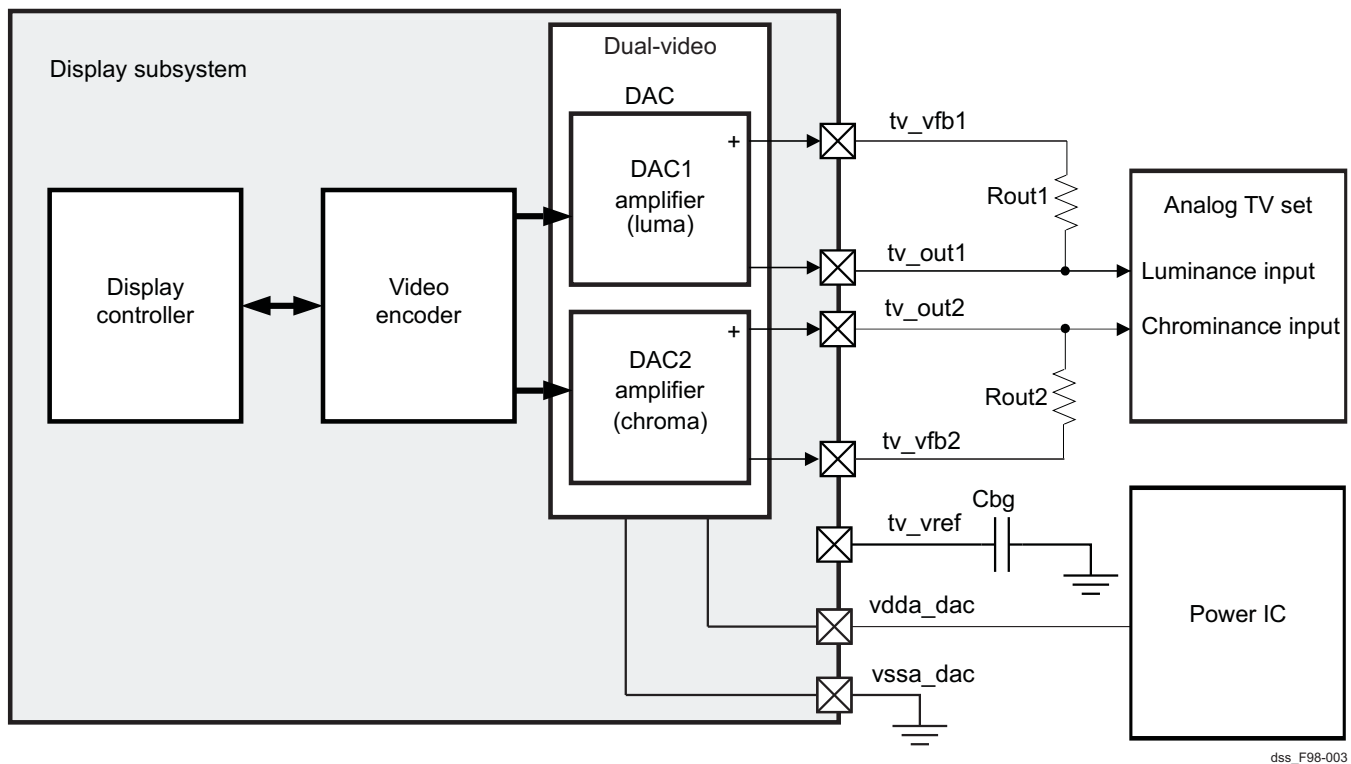 Display subsystem
Dual-video
DAC
DAC1
amplifier
(luma)
+
DAC2
amplifier
(chroma)
+
Display
controller
Video
encoder
tv_vfb1
Rout1
tv_out1
tv_out2
Rout2
tv_vfb2
Cbg
tv_vref
vdda_dac
vssa_dac
Analog TV set
Luminance input
Chrominance input
Power IC
dss_F98-003